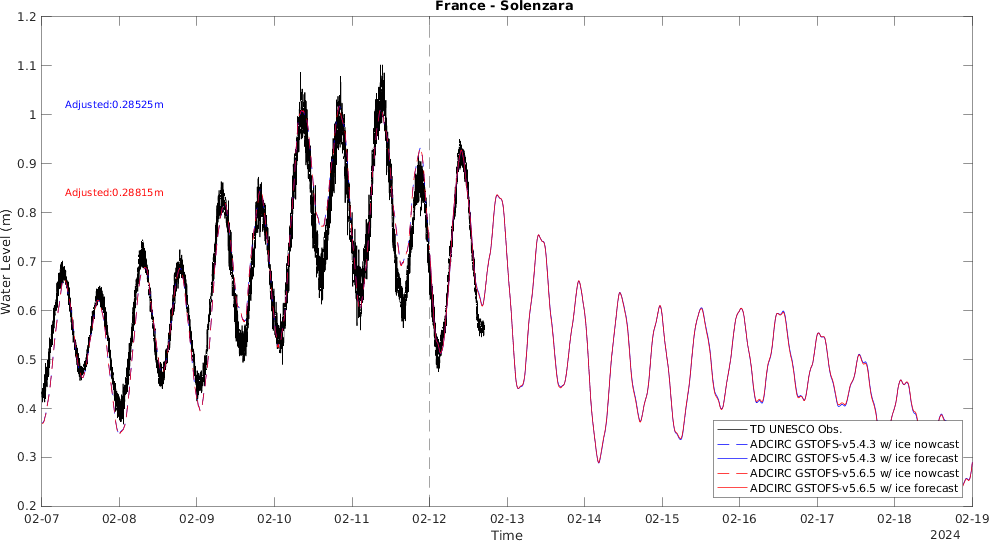 France - Solenzara
1.2
1.1
1
0.9
0.8
0.7
0.6
0.5
0.4
0.3
0.2
Water Level (m)
Adjusted:0.28525m
Adjusted:0.28815m
TD UNESCO Obs.
ADCIRC GSTOFS-v5.4.3 w/ ice nowcast
ADCIRC GSTOFS-v5.4.3 w/ ice forecast
ADCIRC GSTOFS-v5.6.5 w/ ice nowcast
ADCIRC GSTOFS-v5.6.5 w/ ice forecast
02-07 02-08 02-09 02-10 02-11 02-12 02-13 02-14 02-15 02-16 02-17 02-18 02-19
Time
2024